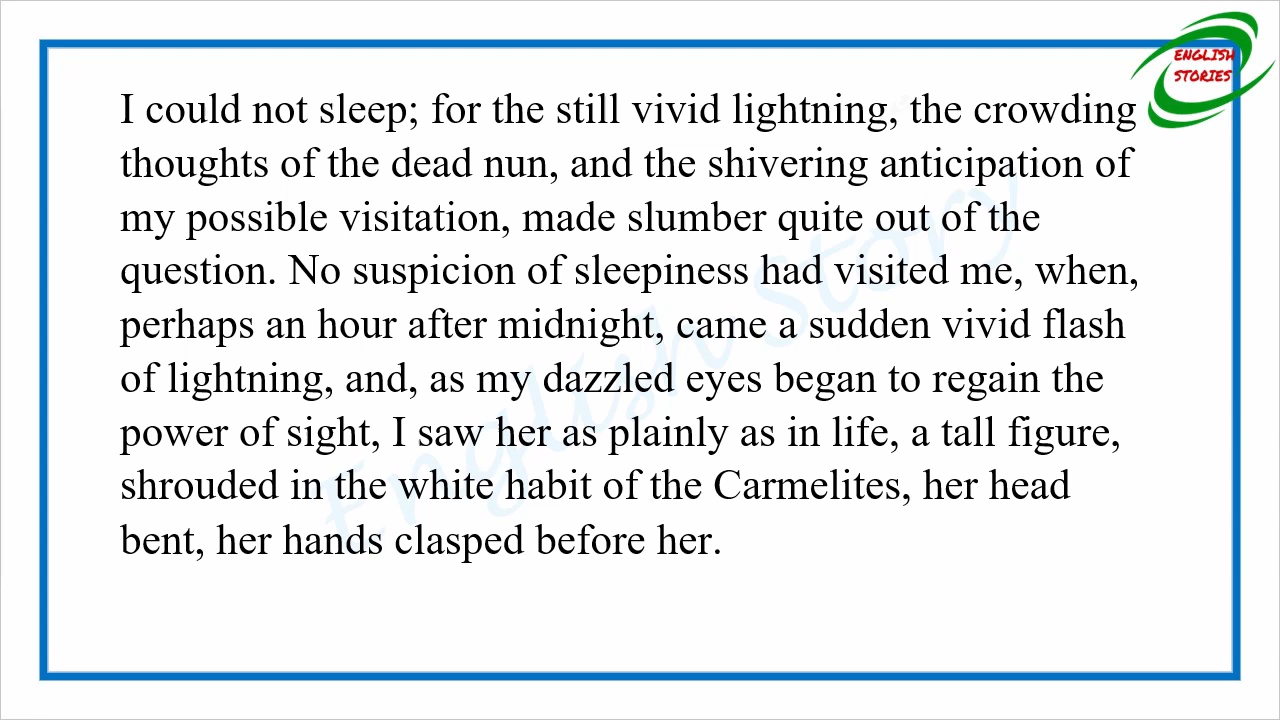 ENGLISH
STORIES
I could not sleep; for the still vivid lightning, the crowding
thoughts of the dead nun, and the shivering anticipation of
my possible visitation, made slumber quite out of the
question. No suspicion of sleepiness had visited me, when,
perhaps an hour after midnight, came a sudden vivid flash
of lightning, and, as my dazzled eyes began to regain the
power of sight, I saw her as plainly as in life, a tall figure,
shrouded in the white habit of the Carmelites, her head
bent, her hands clasped before her.
English Story